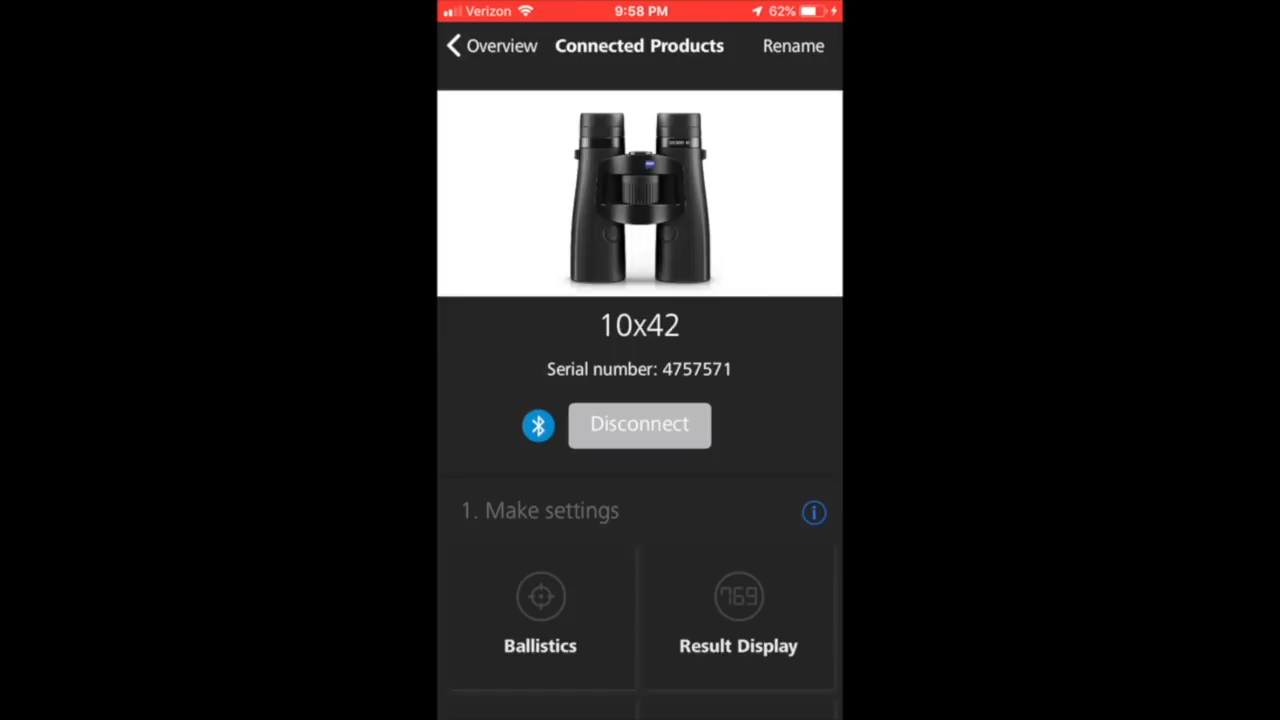 Verizon 9:58 PM 62%
Overview Connected Products Rename
10x42
Serial number: 4757571
Disconnect
1. Make settings
i
769
Ballistics Result Display